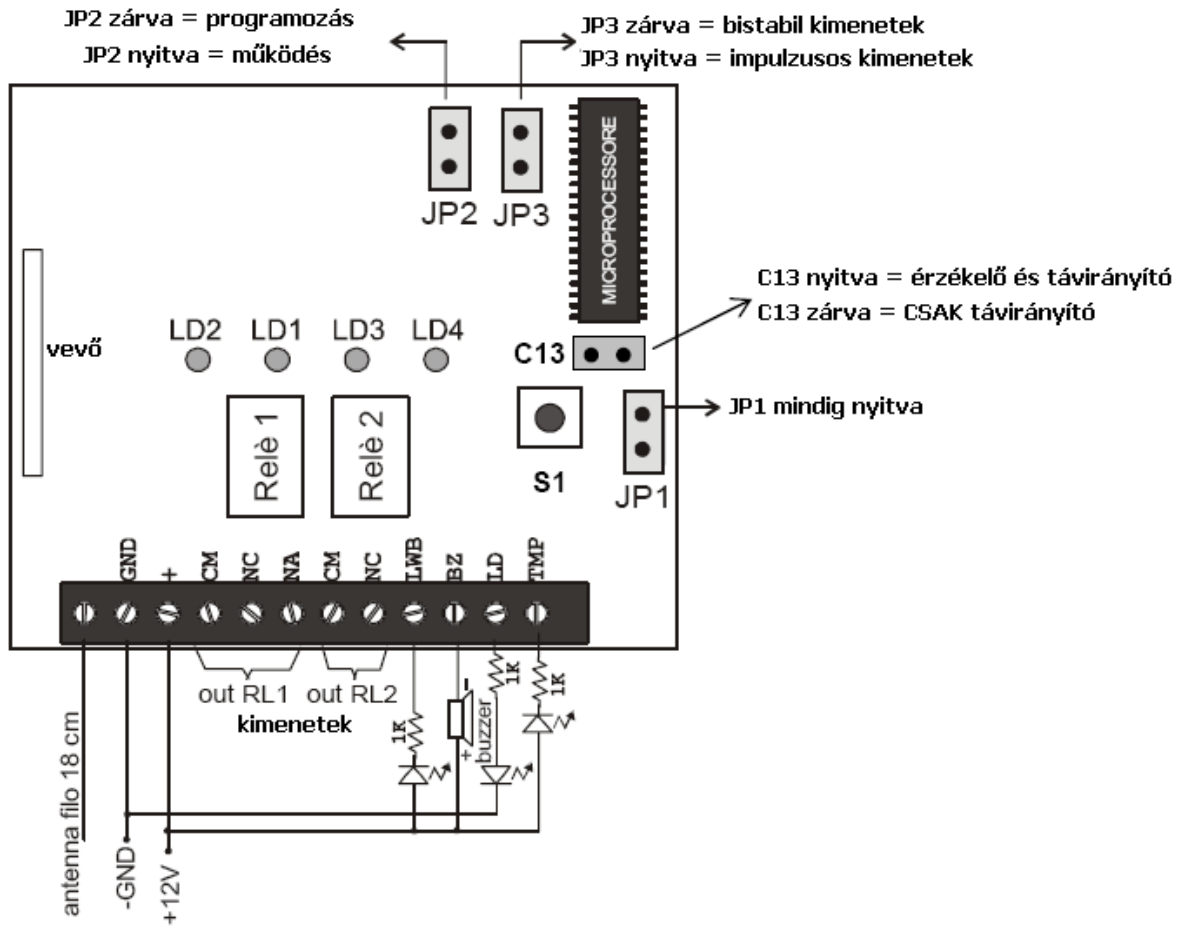 JP2 zárva = programozás
JP2 nyitva = működés
JP3 zárva = bistabil kimenetek
JP3 nyitva = impulzusos kimenetek
JP2
JP3
MICROPROCESSORE
C13 nyitva = érzékelő és távirányító
C13 zárva = CSAK távirányító
LD2
LD1
LD3
LD4
vevő
C13
JP1 mindig nyitva
Relè 1
Relè 2
S1
JP1
GND
+
CM
NC
NA
CM
NC
LWB
BZ
LD
TMP
out RL1
out RL2
kimenetek
1K
-
+
buzzer
1K
1K
antenna filo 18 cm
-GND
+12V